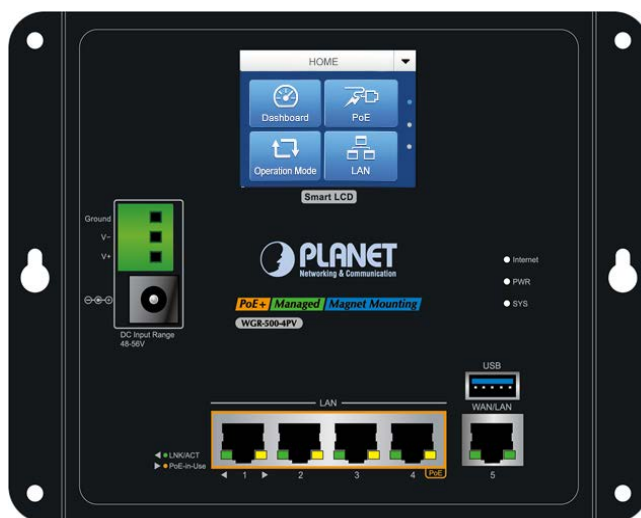 HOME
Dashboard
PoE
Operation Mode
LAN
Smart LCD
Ground
V−
V+
DC Input Range
48-56V
PLANET
Networking & Communication
PoE+ Managed Magnet Mounting
WGR-500-4PV
Internet
PWR
SYS
USB
WAN/LAN
LAN
LNK/ACT
PoE-in-Use
1 2 3 4 PoE 5